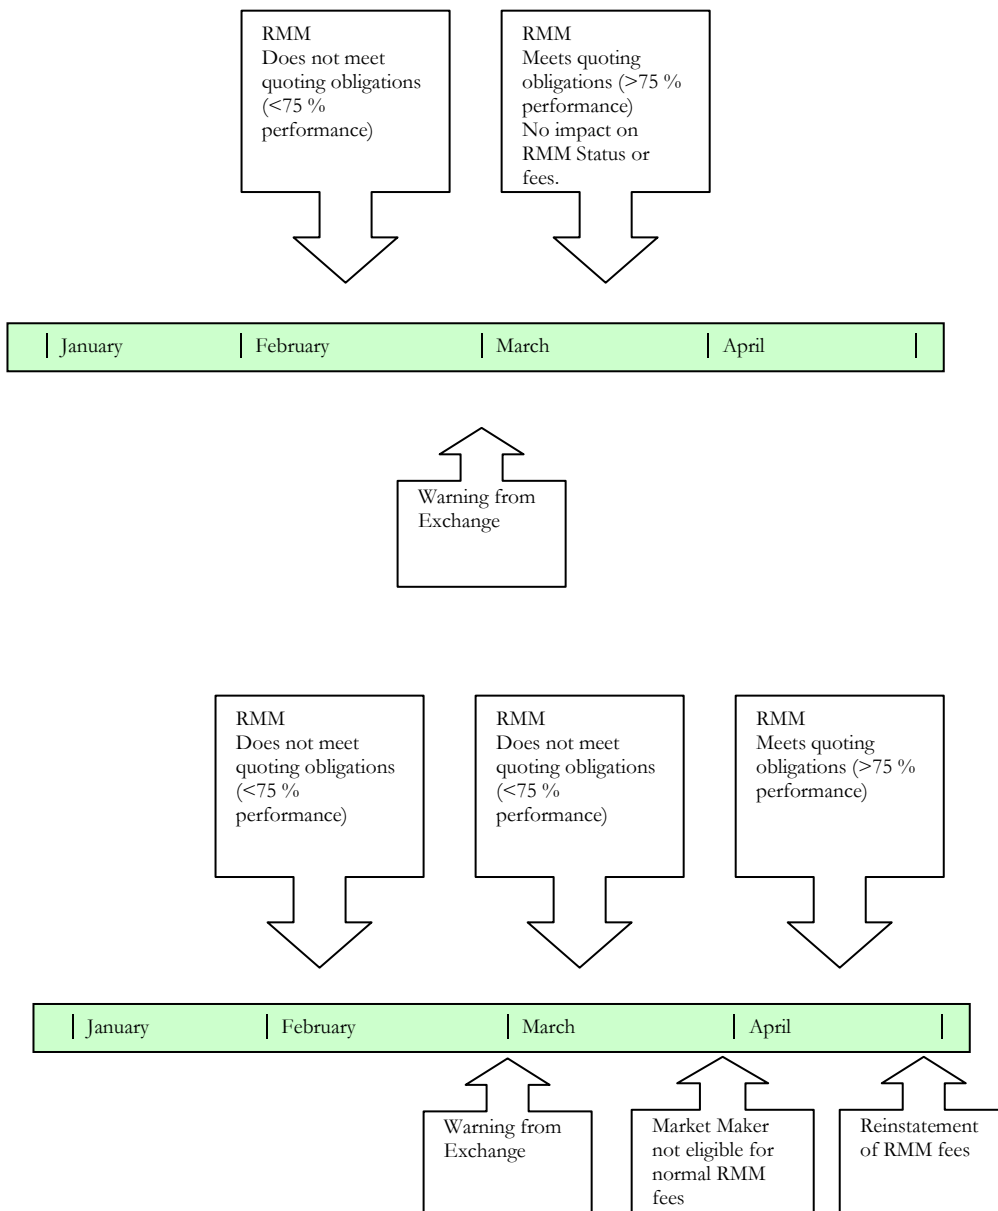 RMM
Does not meet
quoting obligations
(<75 %
performance)
RMM
Meets quoting
obligations (>75 %
performance)
No impact on
RMM Status or
fees.
January
February
March
April
Warning from
Exchange
RMM
Does not meet
quoting obligations
(<75 %
performance)
RMM
Does not meet
quoting obligations
(<75 %
performance)
RMM
Meets quoting
obligations (>75 %
performance)
January
February
March
April
Warning from
Exchange
Market Maker
not eligible for
normal RMM
fees
Reinstatement
of RMM fees